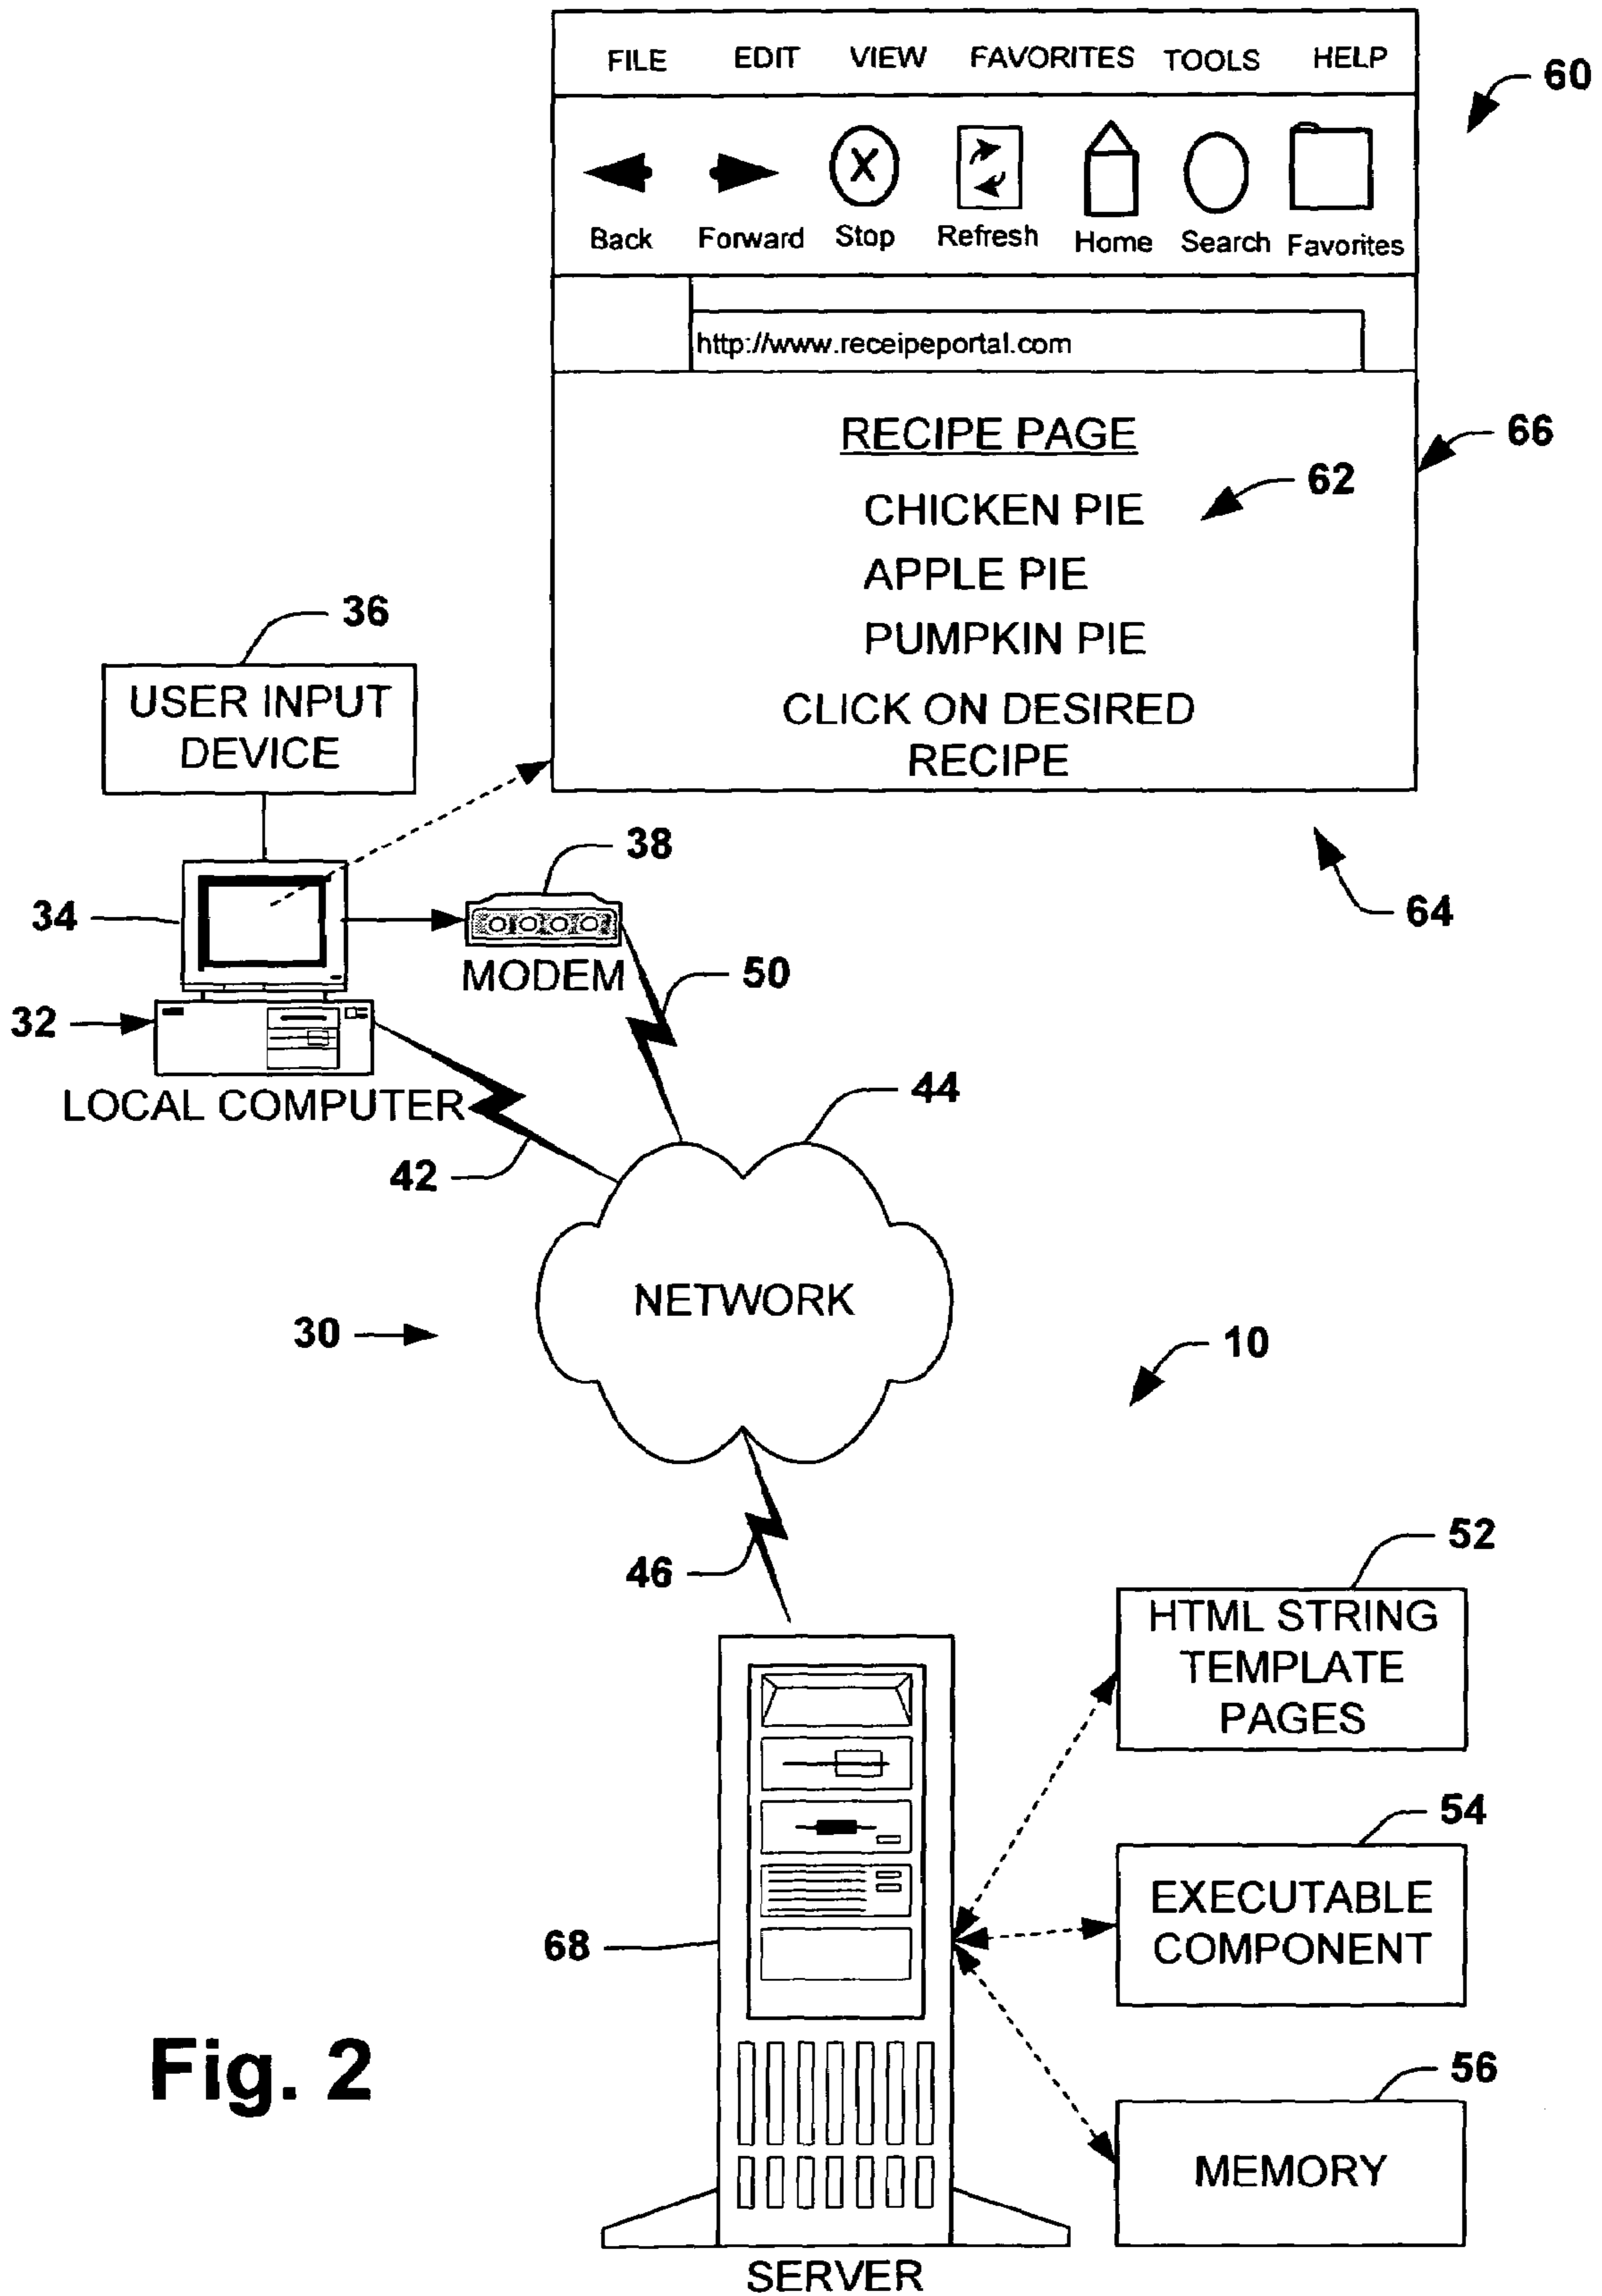 FILE EDIT VIEW FAVORITES TOOLS HELP
60
Back Forward Stop Refresh Home Search Favorites
X
http://www.receipeportal.com
RECIPE PAGE
66
62
CHICKEN PIE
APPLE PIE
PUMPKIN PIE
CLICK ON DESIRED
RECIPE
64
36
USER INPUT
DEVICE
34
38
MODEM
50
32
LOCAL COMPUTER
42
44
NETWORK
30
10
46
52
HTML STRING
TEMPLATE
PAGES
54
EXECUTABLE
COMPONENT
68
56
MEMORY
SERVER
Fig. 2